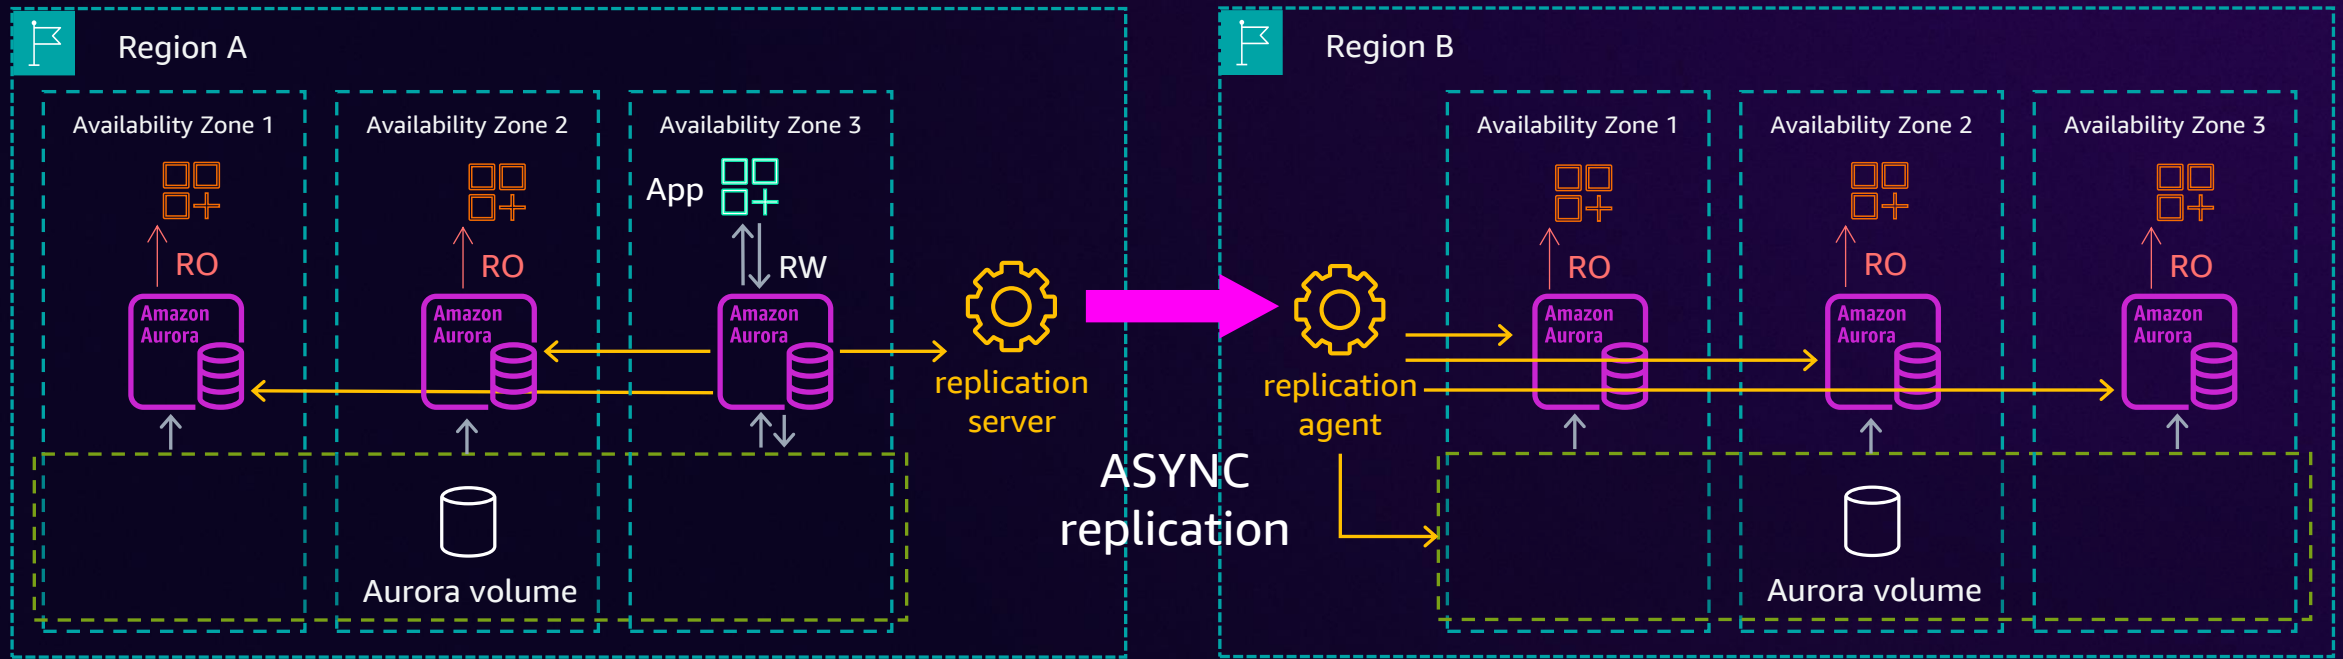 Region A
Availability Zone 1
Availability Zone 2
Availability Zone 3
App
RO
RO
RW
Amazon
Aurora
Amazon
Aurora
Amazon
Aurora
replication
server
Aurora volume
ASYNC
replication
Region B
replication
agent
Availability Zone 1
Availability Zone 2
Availability Zone 3
RO
RO
RO
Amazon
Aurora
Amazon
Aurora
Amazon
Aurora
Aurora volume